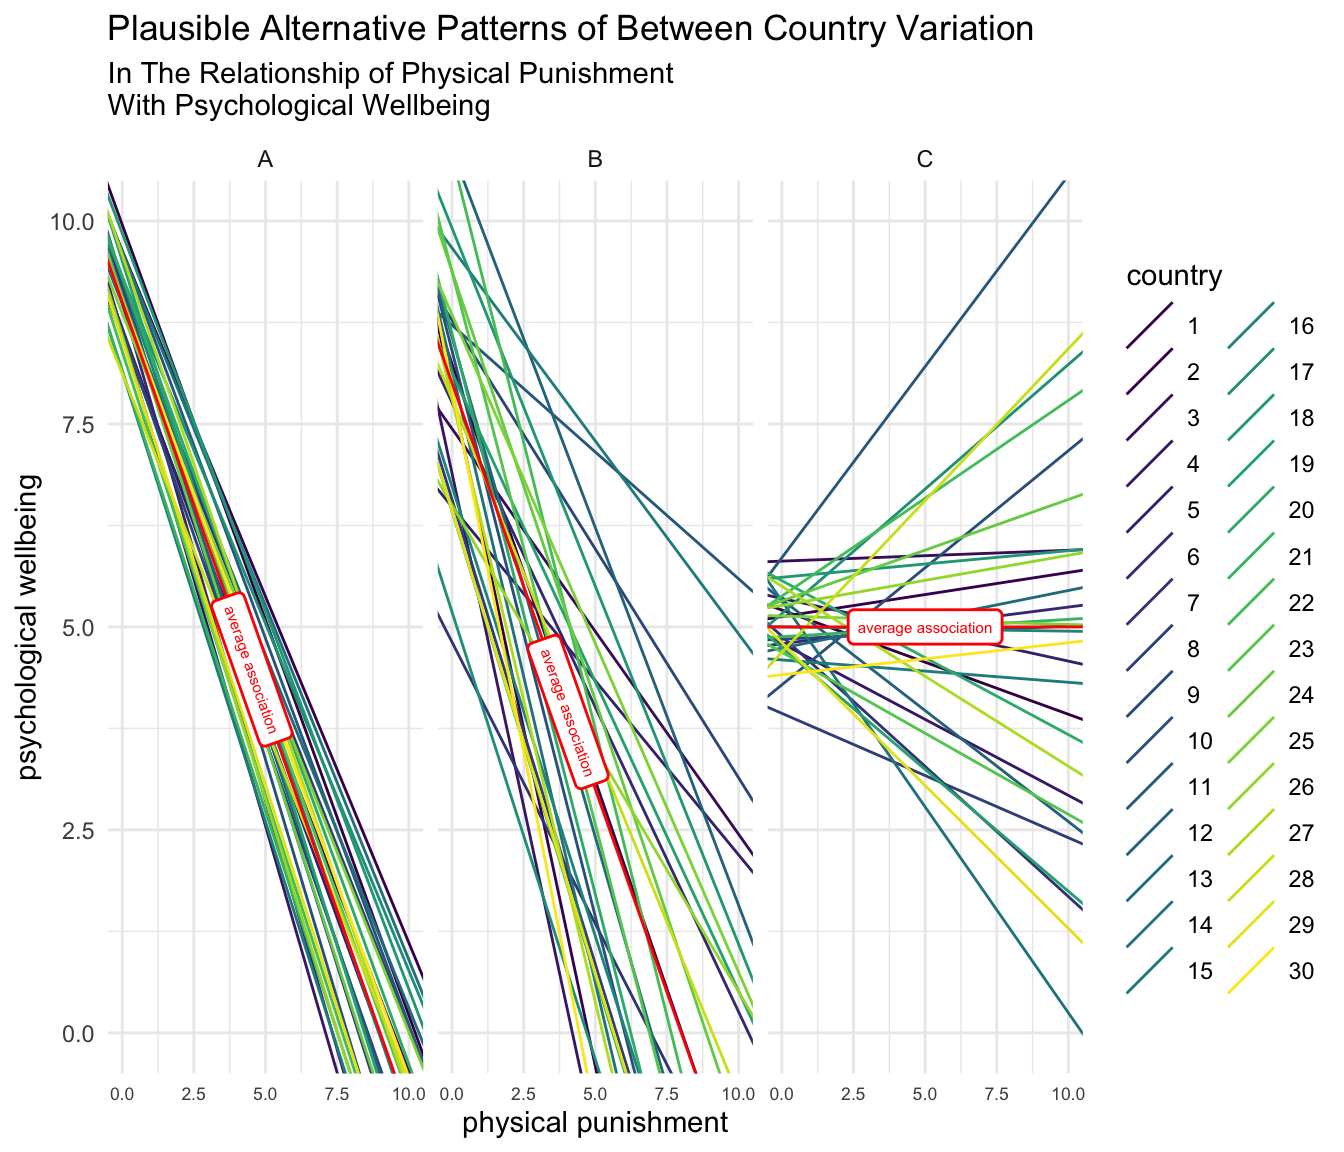 Plausible Alternative Patterns of Between Country Variation
In The Relationship of Physical Punishment
With Psychological Wellbeing
A
B
C
psychological wellbeing
10.0
7.5
5.0
2.5
0.0
average association
average association
average association
0.0 2.5 5.0 7.5 10.0
0.0 2.5 5.0 7.5 10.0
0.0 2.5 5.0 7.5 10.0
physical punishment
country
1
2
3
4
5
6
7
8
9
10
11
12
13
14
15
16
17
18
19
20
21
22
23
24
25
26
27
28
29
30